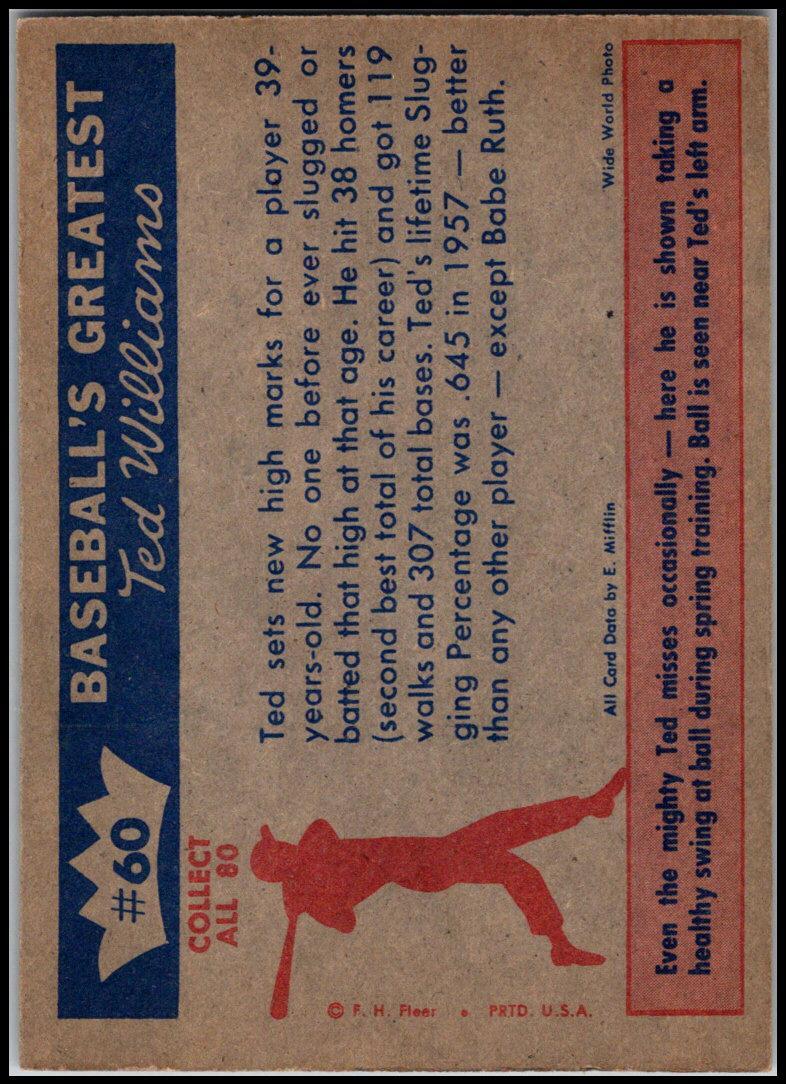 BASEBALL'S GREATEST
Ted Williams
#60
COLLECT
ALL 80
Ted sets new high marks for a player 39-
years-old. No one before ever slugged or
batted that high at that age. He hit 38 homers
(second best total of his career) and got 119
walks and 307 total bases. Ted's lifetime Slug-
ging Percentage was .645 in 1957 — better
than any other player — except Babe Ruth.
© F. H. Fleer • PRTD. U.S.A.
All Card Data by E. Mifflin
Wide World Photo
Even the mighty Ted misses occasionally — here he is shown taking a
healthy swing at ball during spring training. Ball is seen near Ted's left arm.